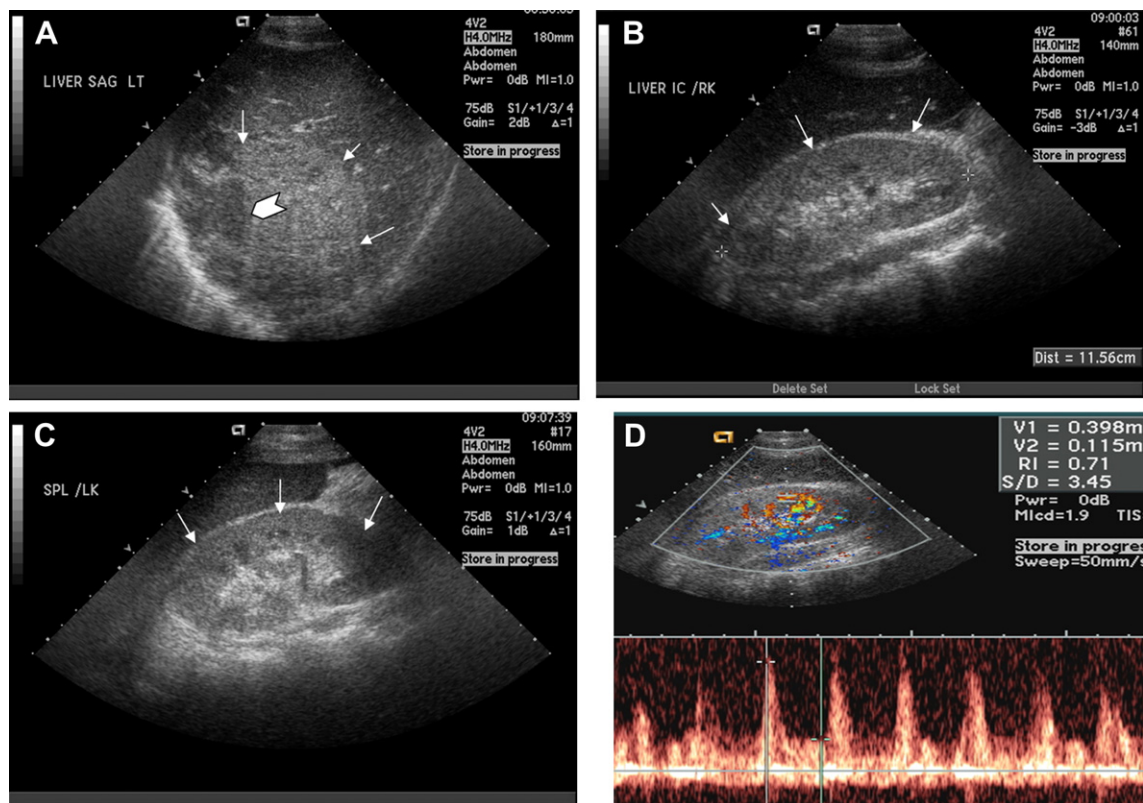 A
4V2
H4.0MHz 180mm
Abdomen
Abdomen
Pwr= 0dB MI=1.0
LIVER SAG LT
75dB S1/+1/3/4
Gain= 2dB Δ=1
Store in progress
B
09:00:03
4V2 #61
H4.0MHz 140mm
Abdomen
Abdomen
Pwr= 0dB MI=1.0
LIVER IC /RK
75dB S1/+1/3/4
Gain= -3dB Δ=1
Store in progress
Dist = 11.56cm
Delete Set Lock Set
C
09:07:39
4V2 #17
H4.0MHz 160mm
Abdomen
Abdomen
Pwr= 0dB MI=1.0
SPL /LK
75dB S1/+1/3/4
Gain= 1dB Δ=1
Store in progress
D
V1 = 0.398m
V2 = 0.115m
RI = 0.71
S/D = 3.45
Pwr= 0dB
MIcd=1.9 TIS
Store in progres
Sweep=50mm/s